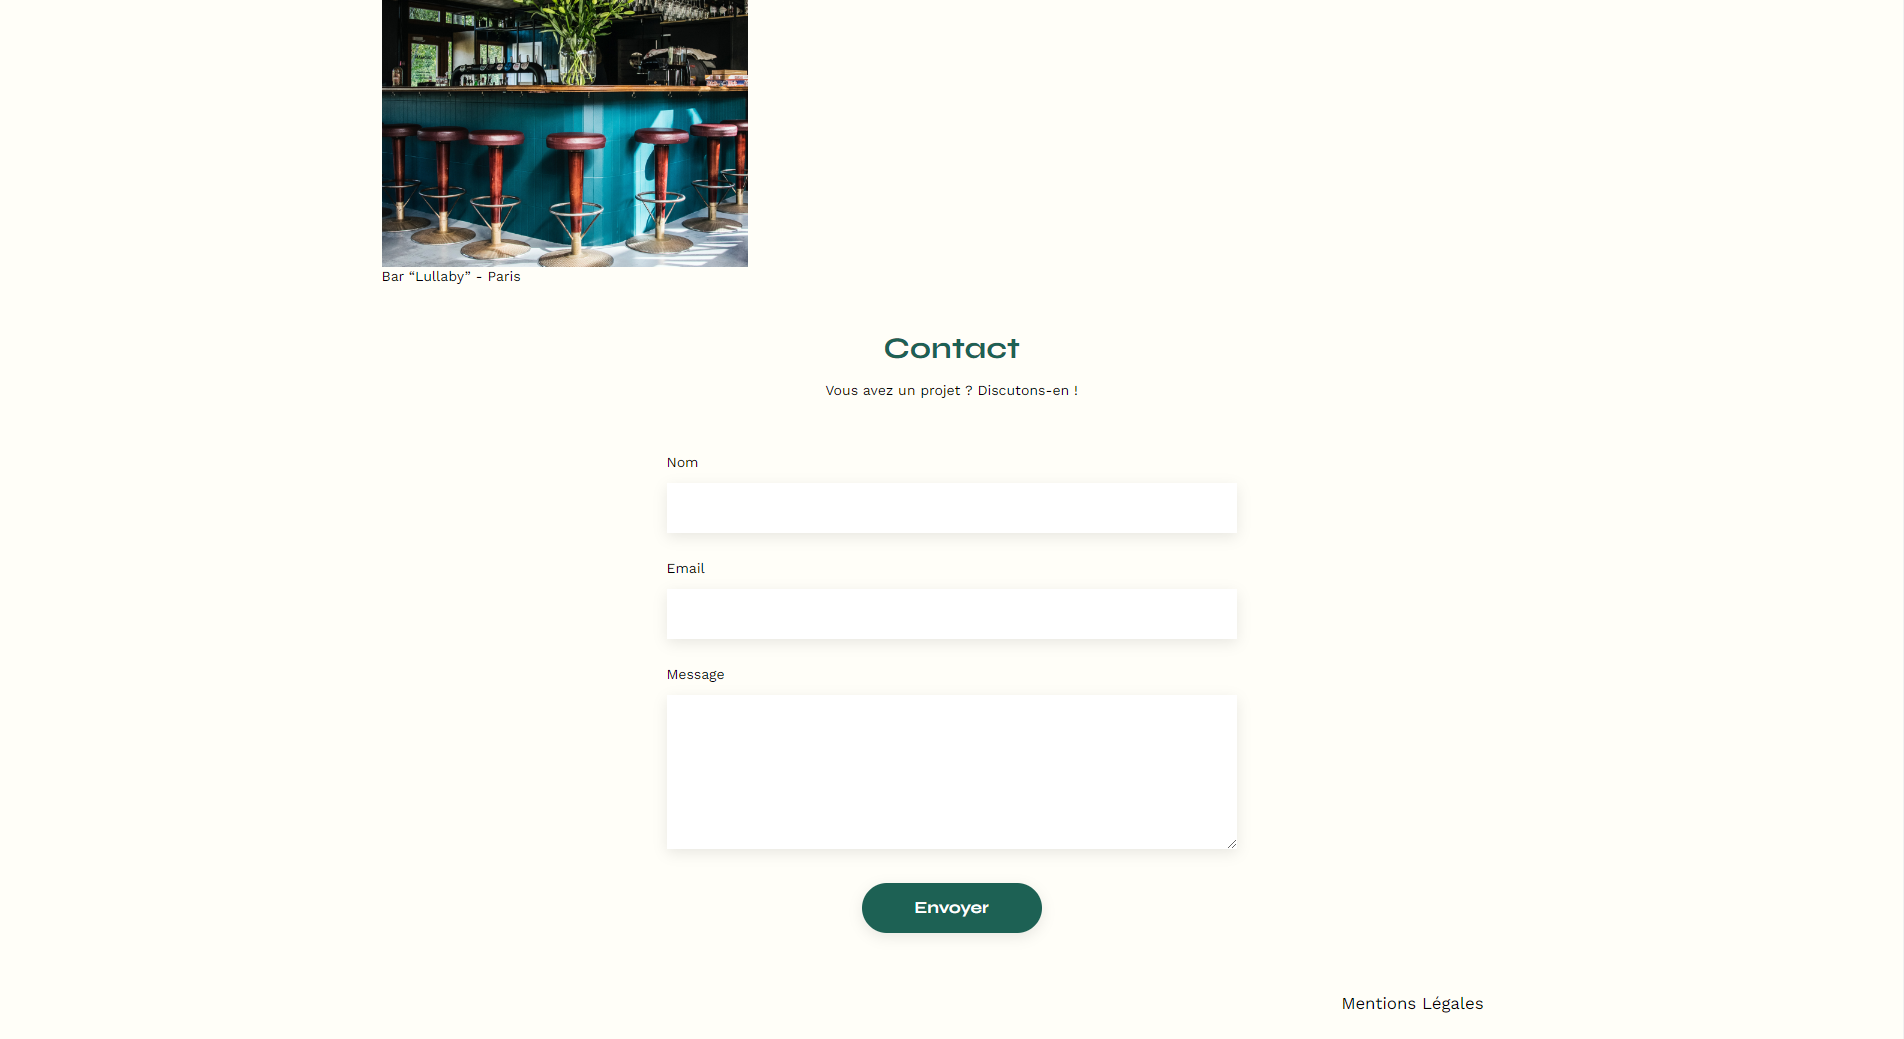 Bar “Lullaby” - Paris
Contact
Vous avez un projet ? Discutons-en !
Nom
Email
Message
Envoyer
Mentions Légales